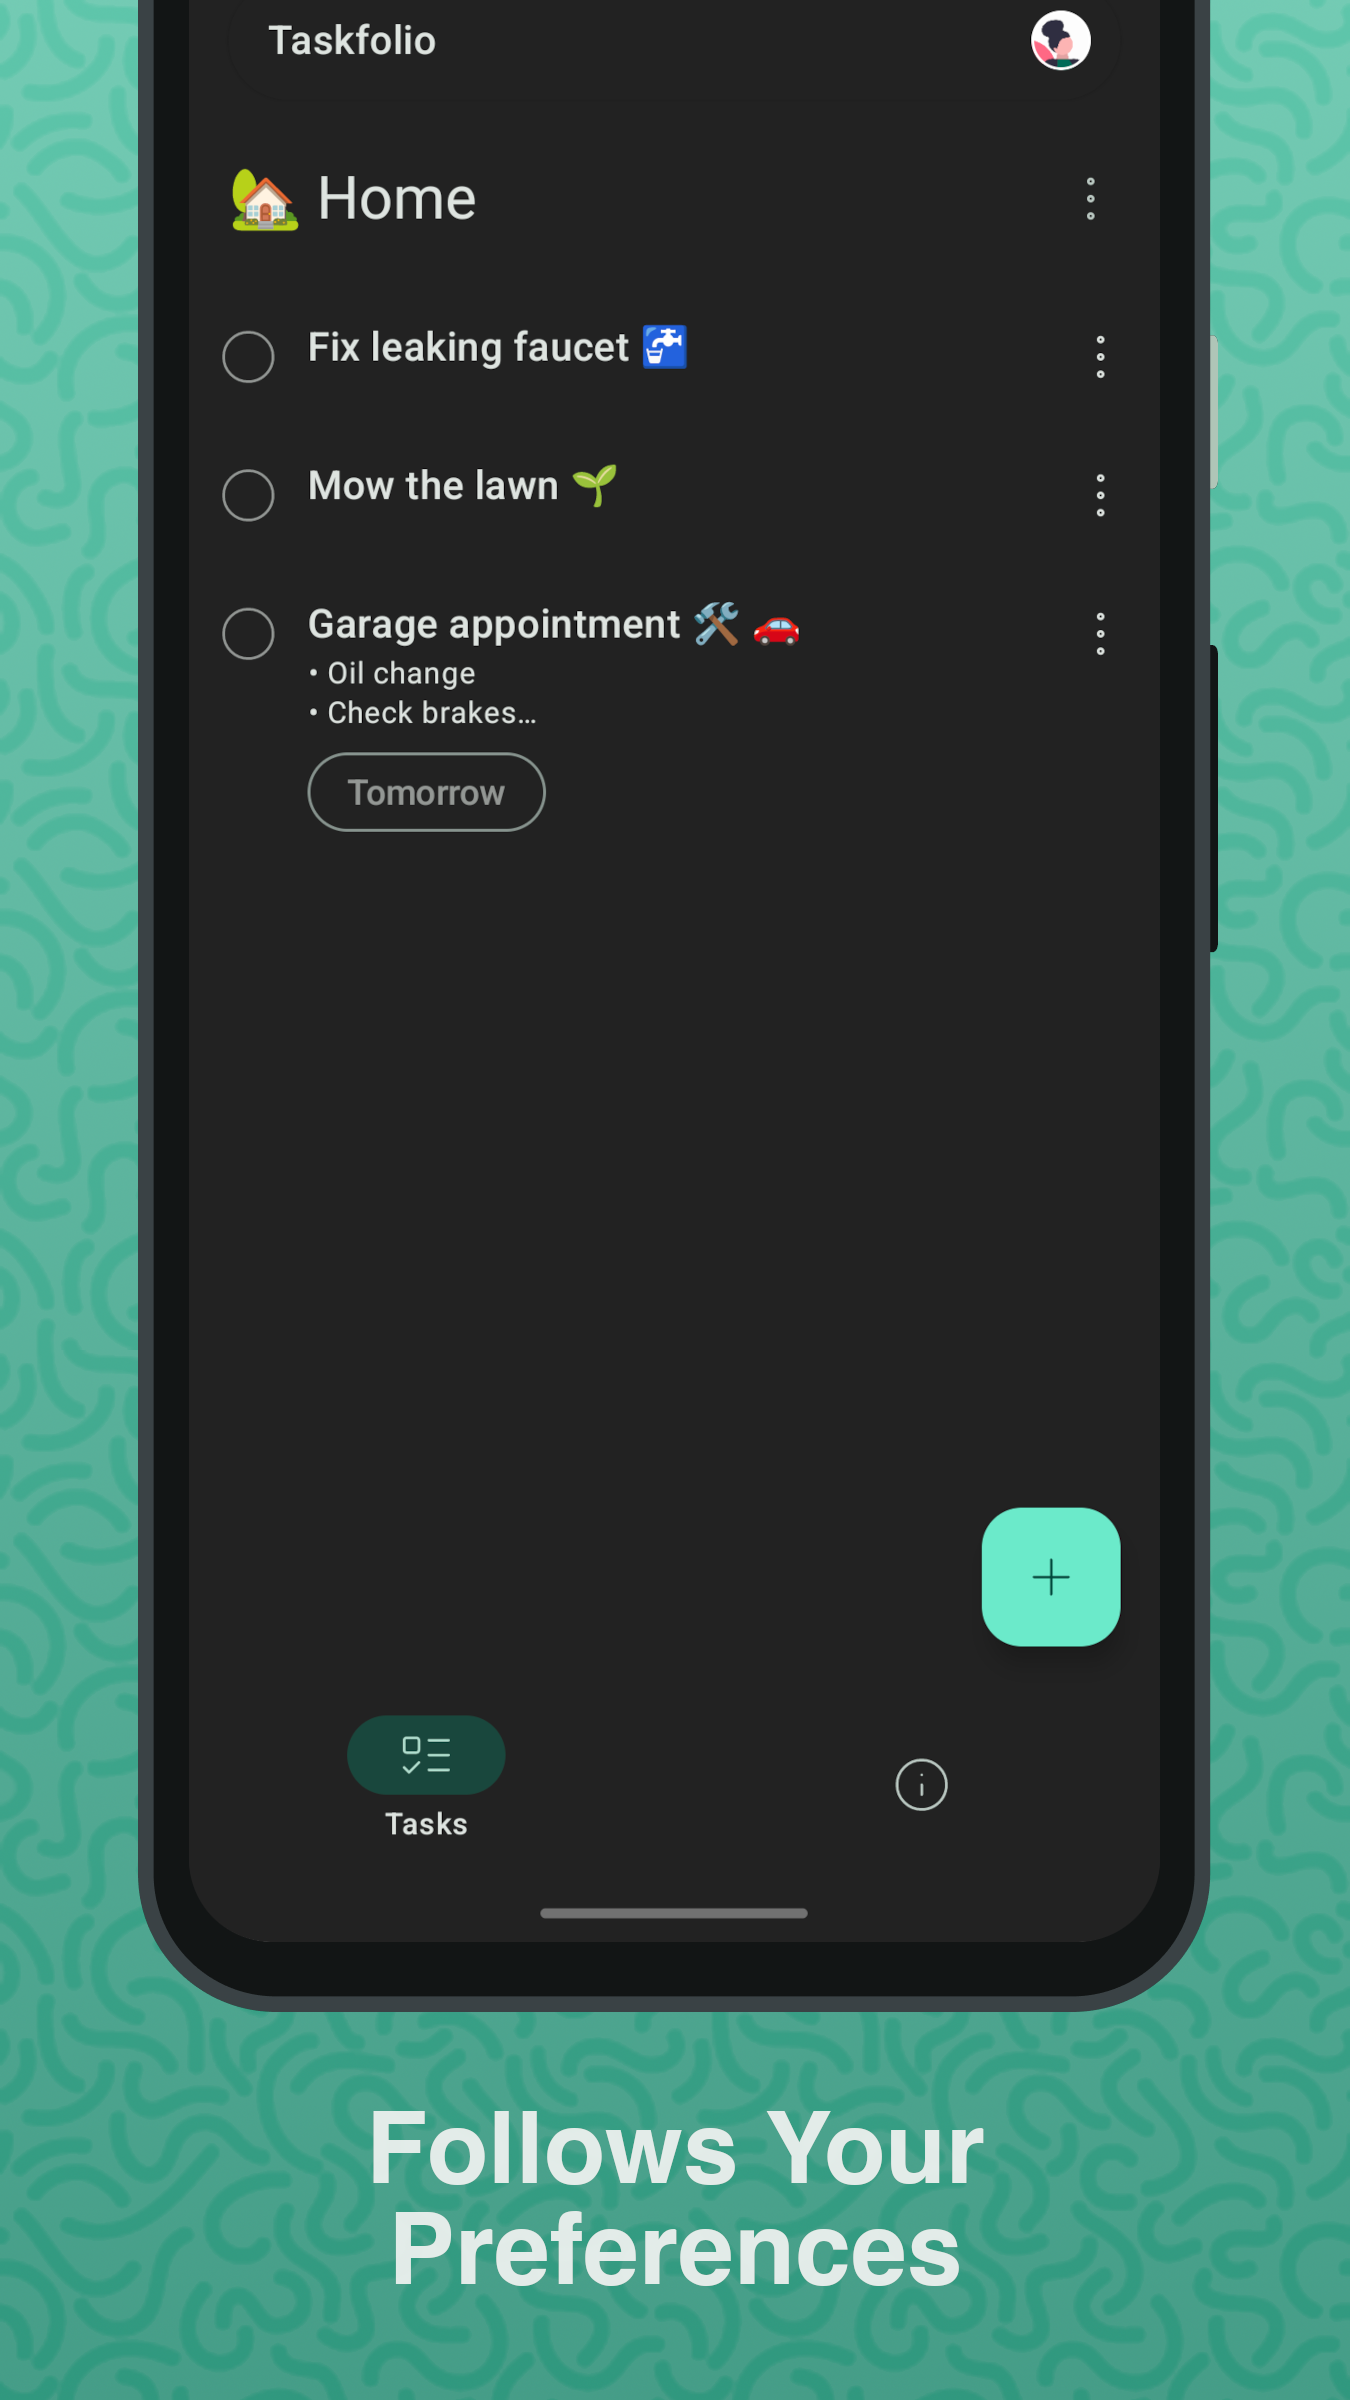 Taskfolio
🏡 Home
Fix leaking faucet 🚰
Mow the lawn 🌱
Garage appointment 🛠️ 🚗
• Oil change
• Check brakes...
Tomorrow
Tasks
Follows Your
Preferences